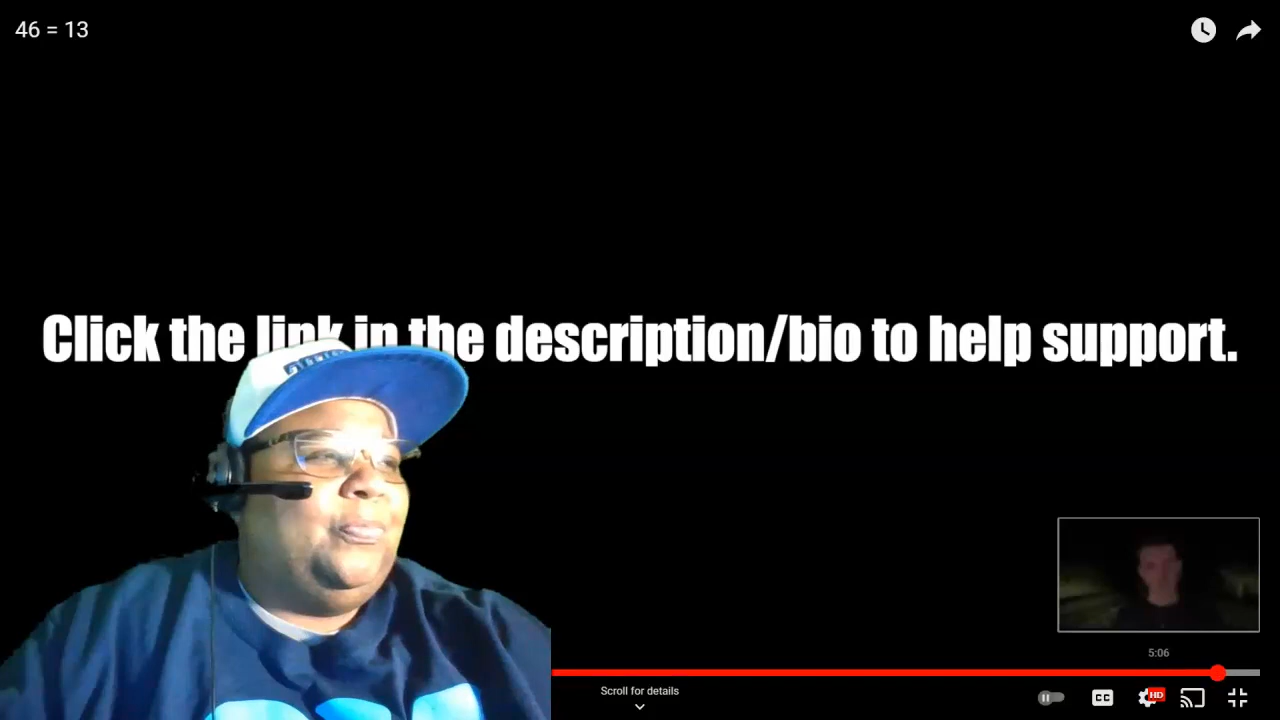 46 = 13
Click the link in the description/bio to help support.
5:06
Scroll for details
CC
HD